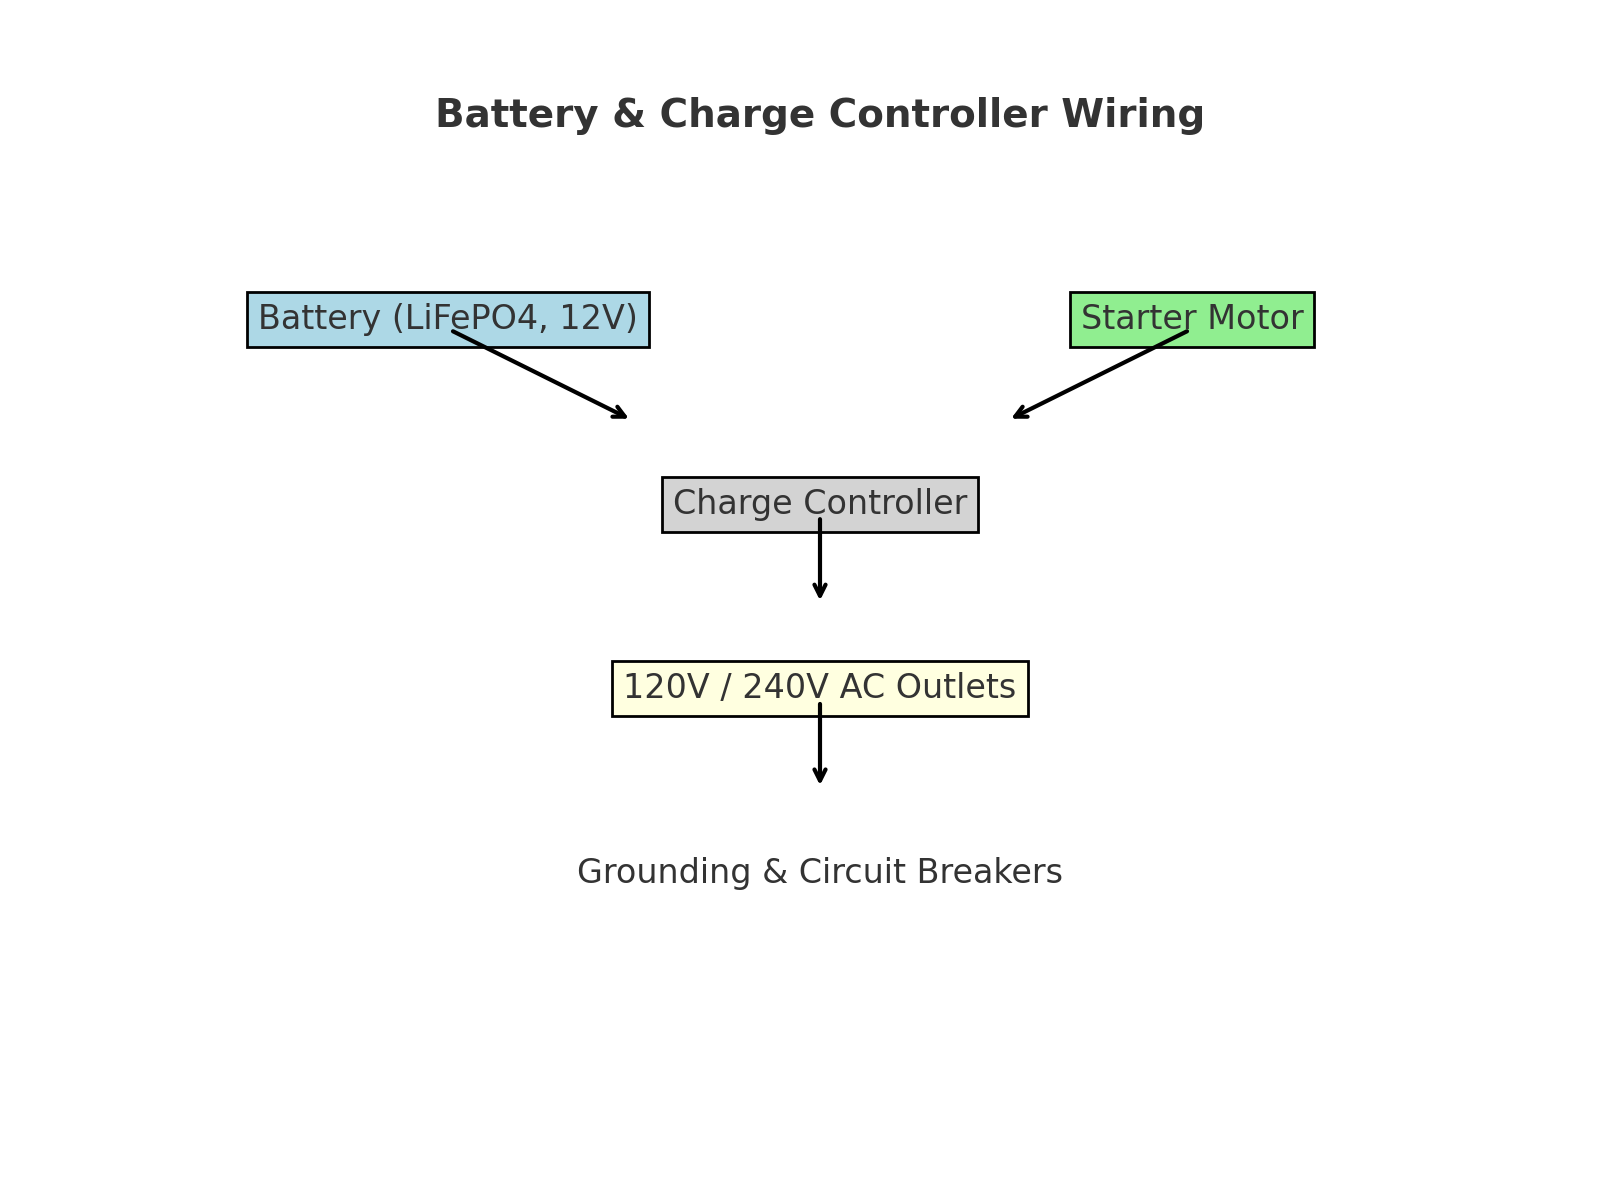 Battery & Charge Controller Wiring
Battery (LiFePO4, 12V)
Starter Motor
Charge Controller
120V / 240V AC Outlets
Grounding & Circuit Breakers